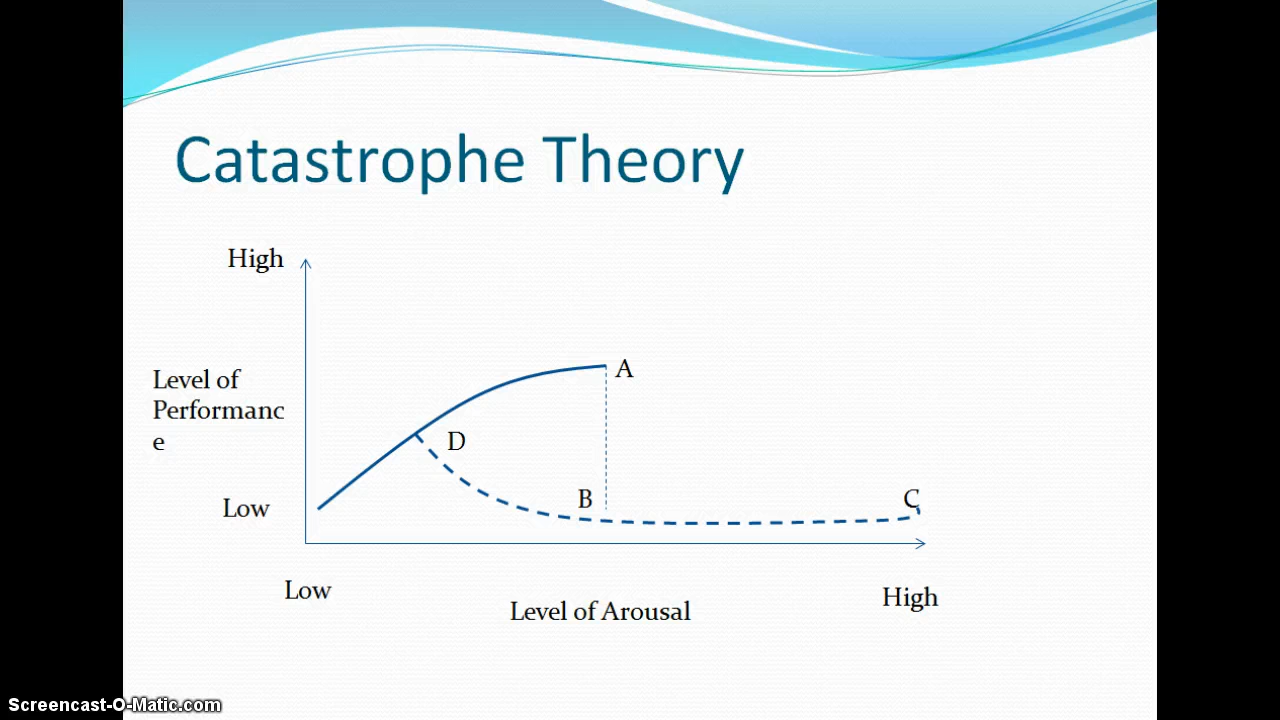 Catastrophe Theory
High
Level of
Performanc
e
A
D
B
C
Low
Low
High
Level of Arousal
Screencast-O-Matic.com